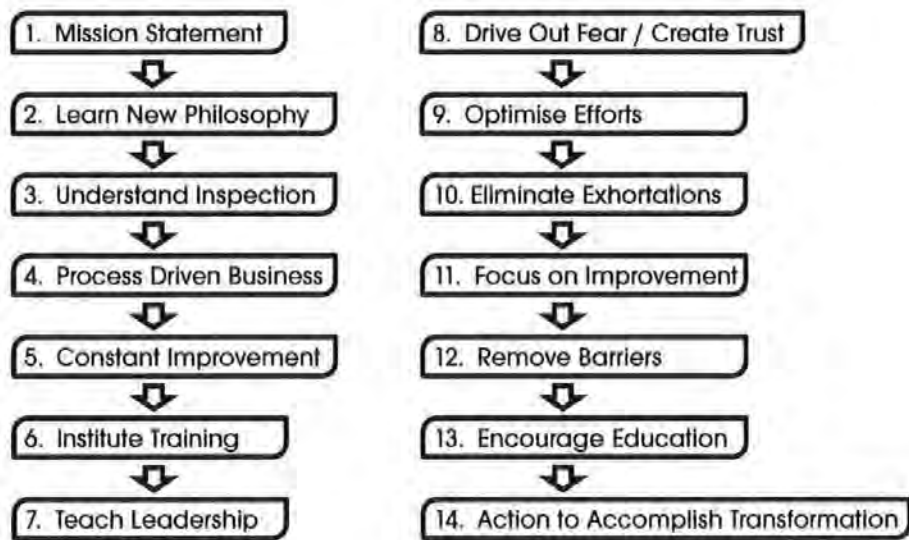 1. Mission Statement
2. Learn New Philosophy
3. Understand Inspection
4. Process Driven Business
5. Constant Improvement
6. Institute Training
7. Teach Leadership
8. Drive Out Fear / Create Trust
9. Optimise Efforts
10. Eliminate Exhortations
11. Focus on Improvement
12. Remove Barriers
13. Encourage Education
14. Action to Accomplish Transformation